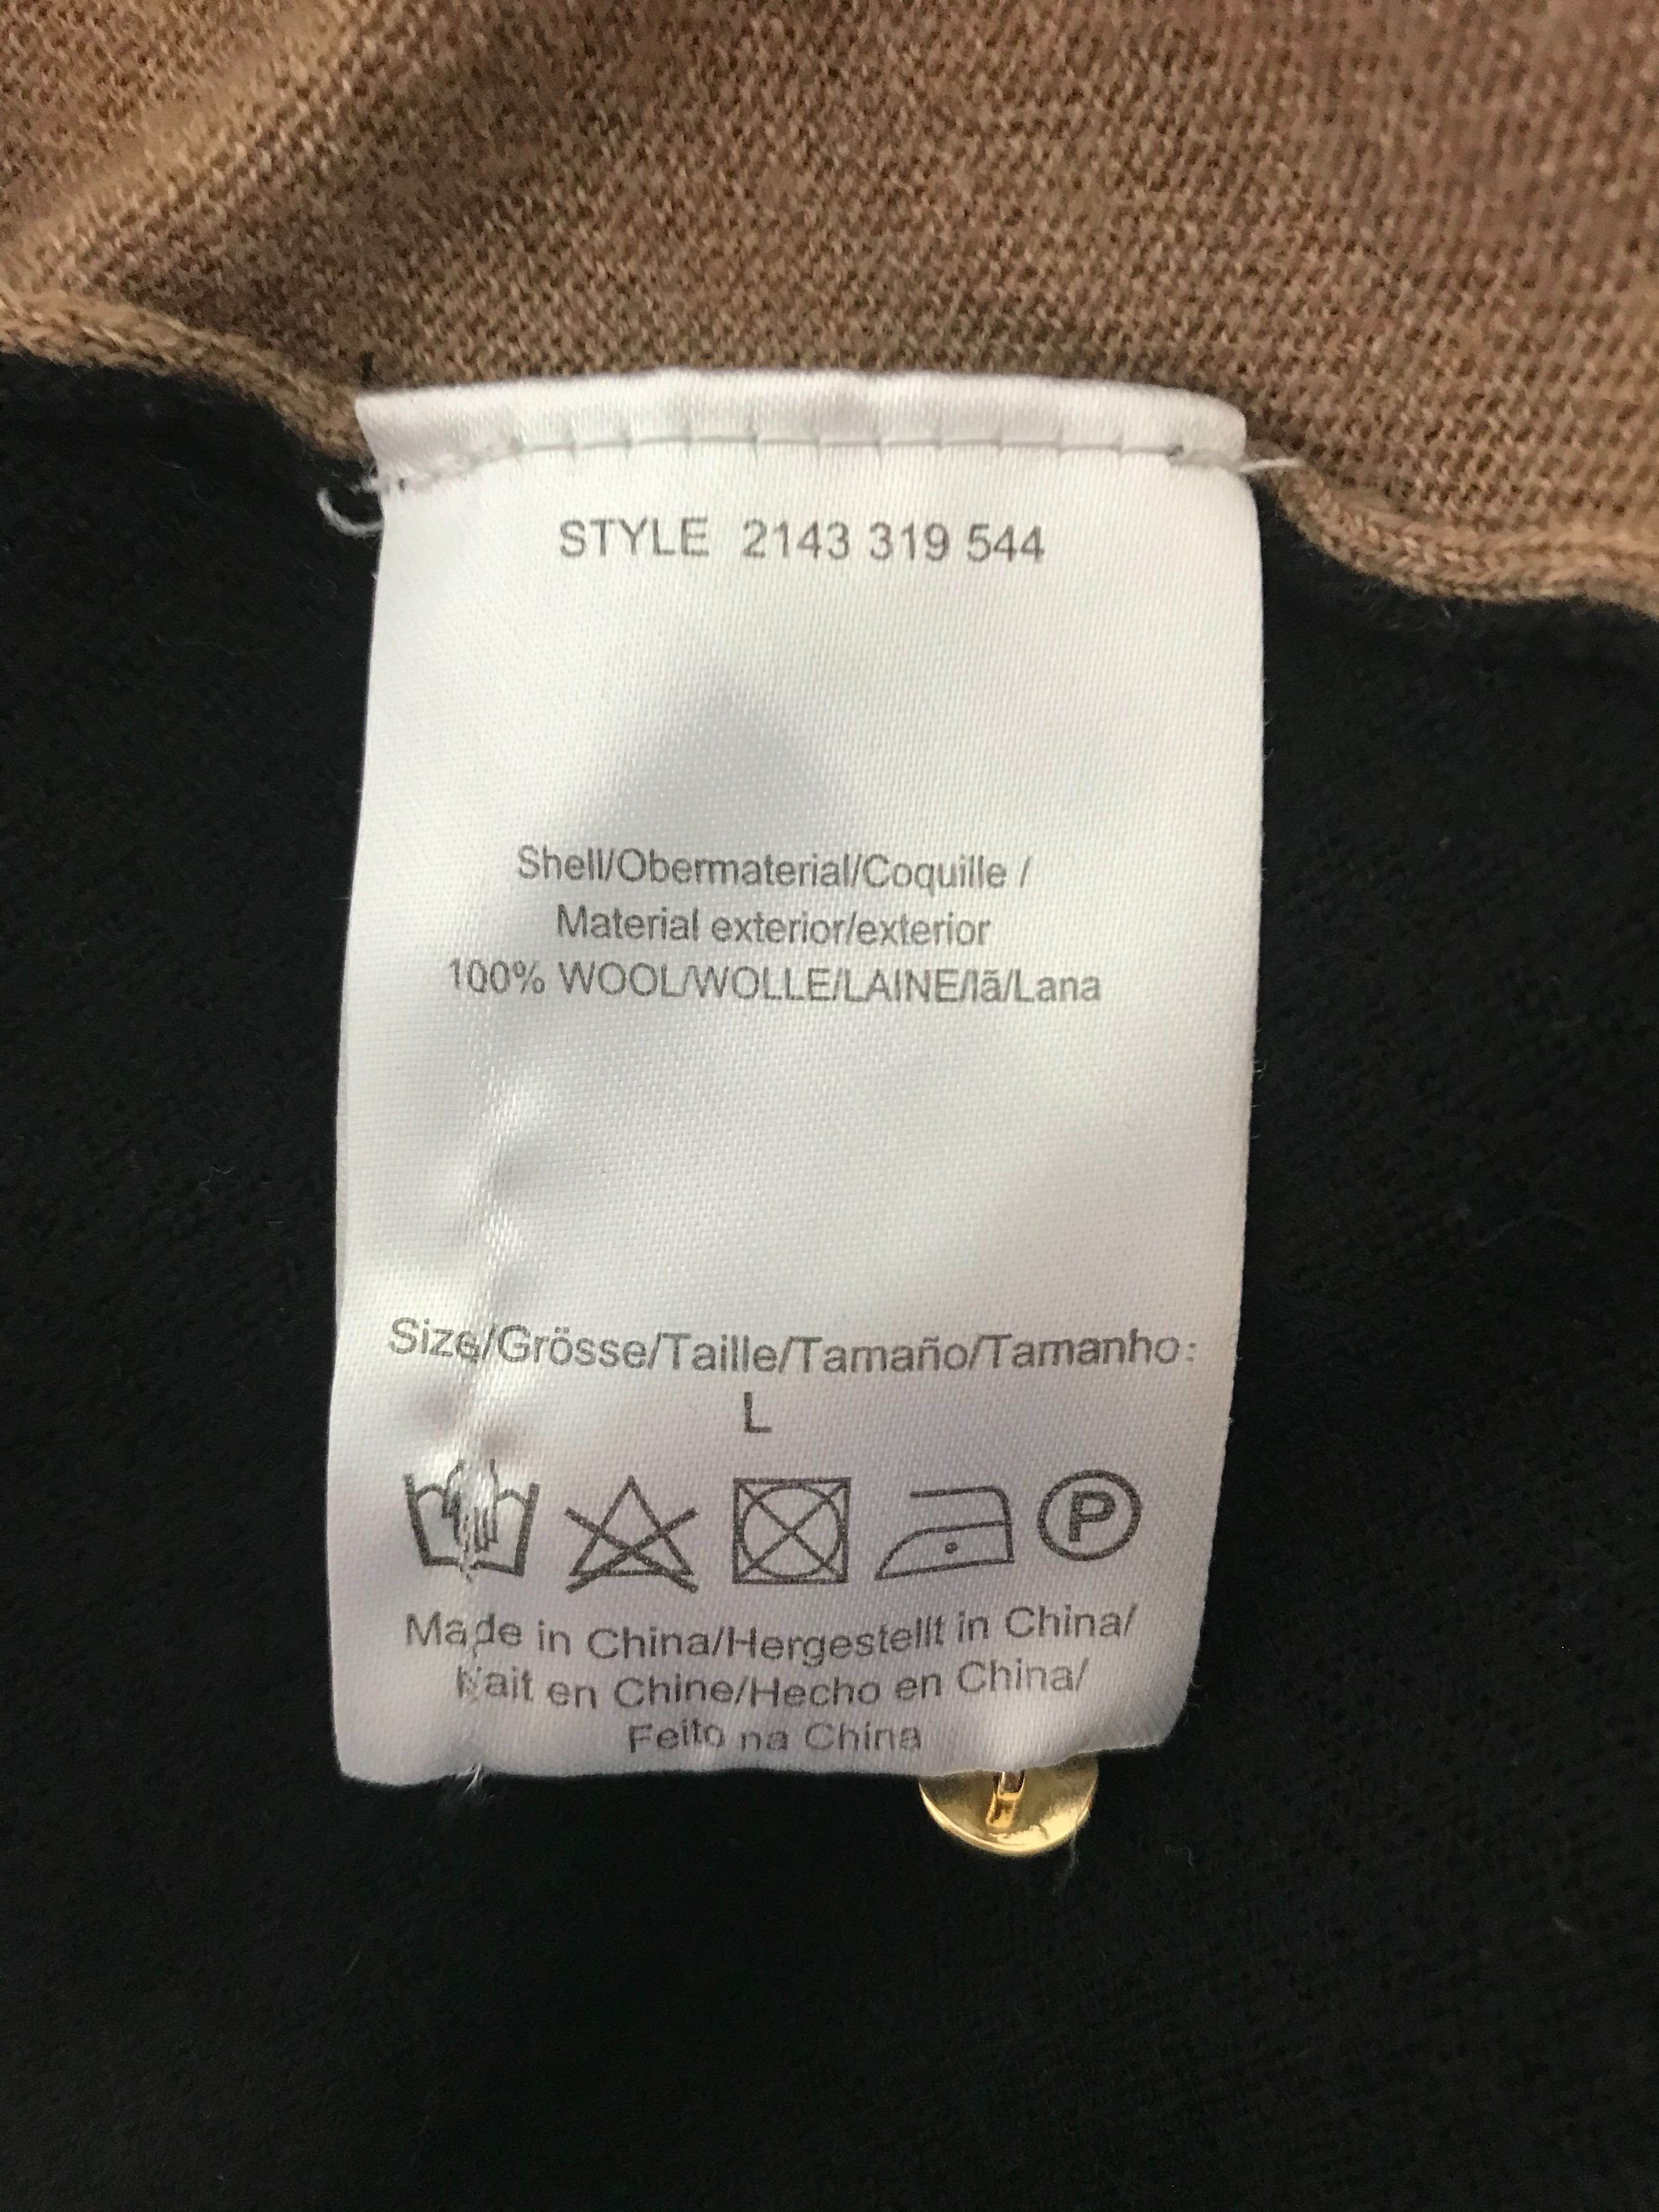 STYLE 2143 319 544
Shell/Obermaterial/Coquille /
Material exterior/exterior
100% WOOL/WOLLE/LAINE/lã/Lana
Size/Grösse/Taille/Tamaño/Tamanho:
L
P
Made in China/Hergestellt in China/
Fait en Chine/Hecho en China/
Feito na China